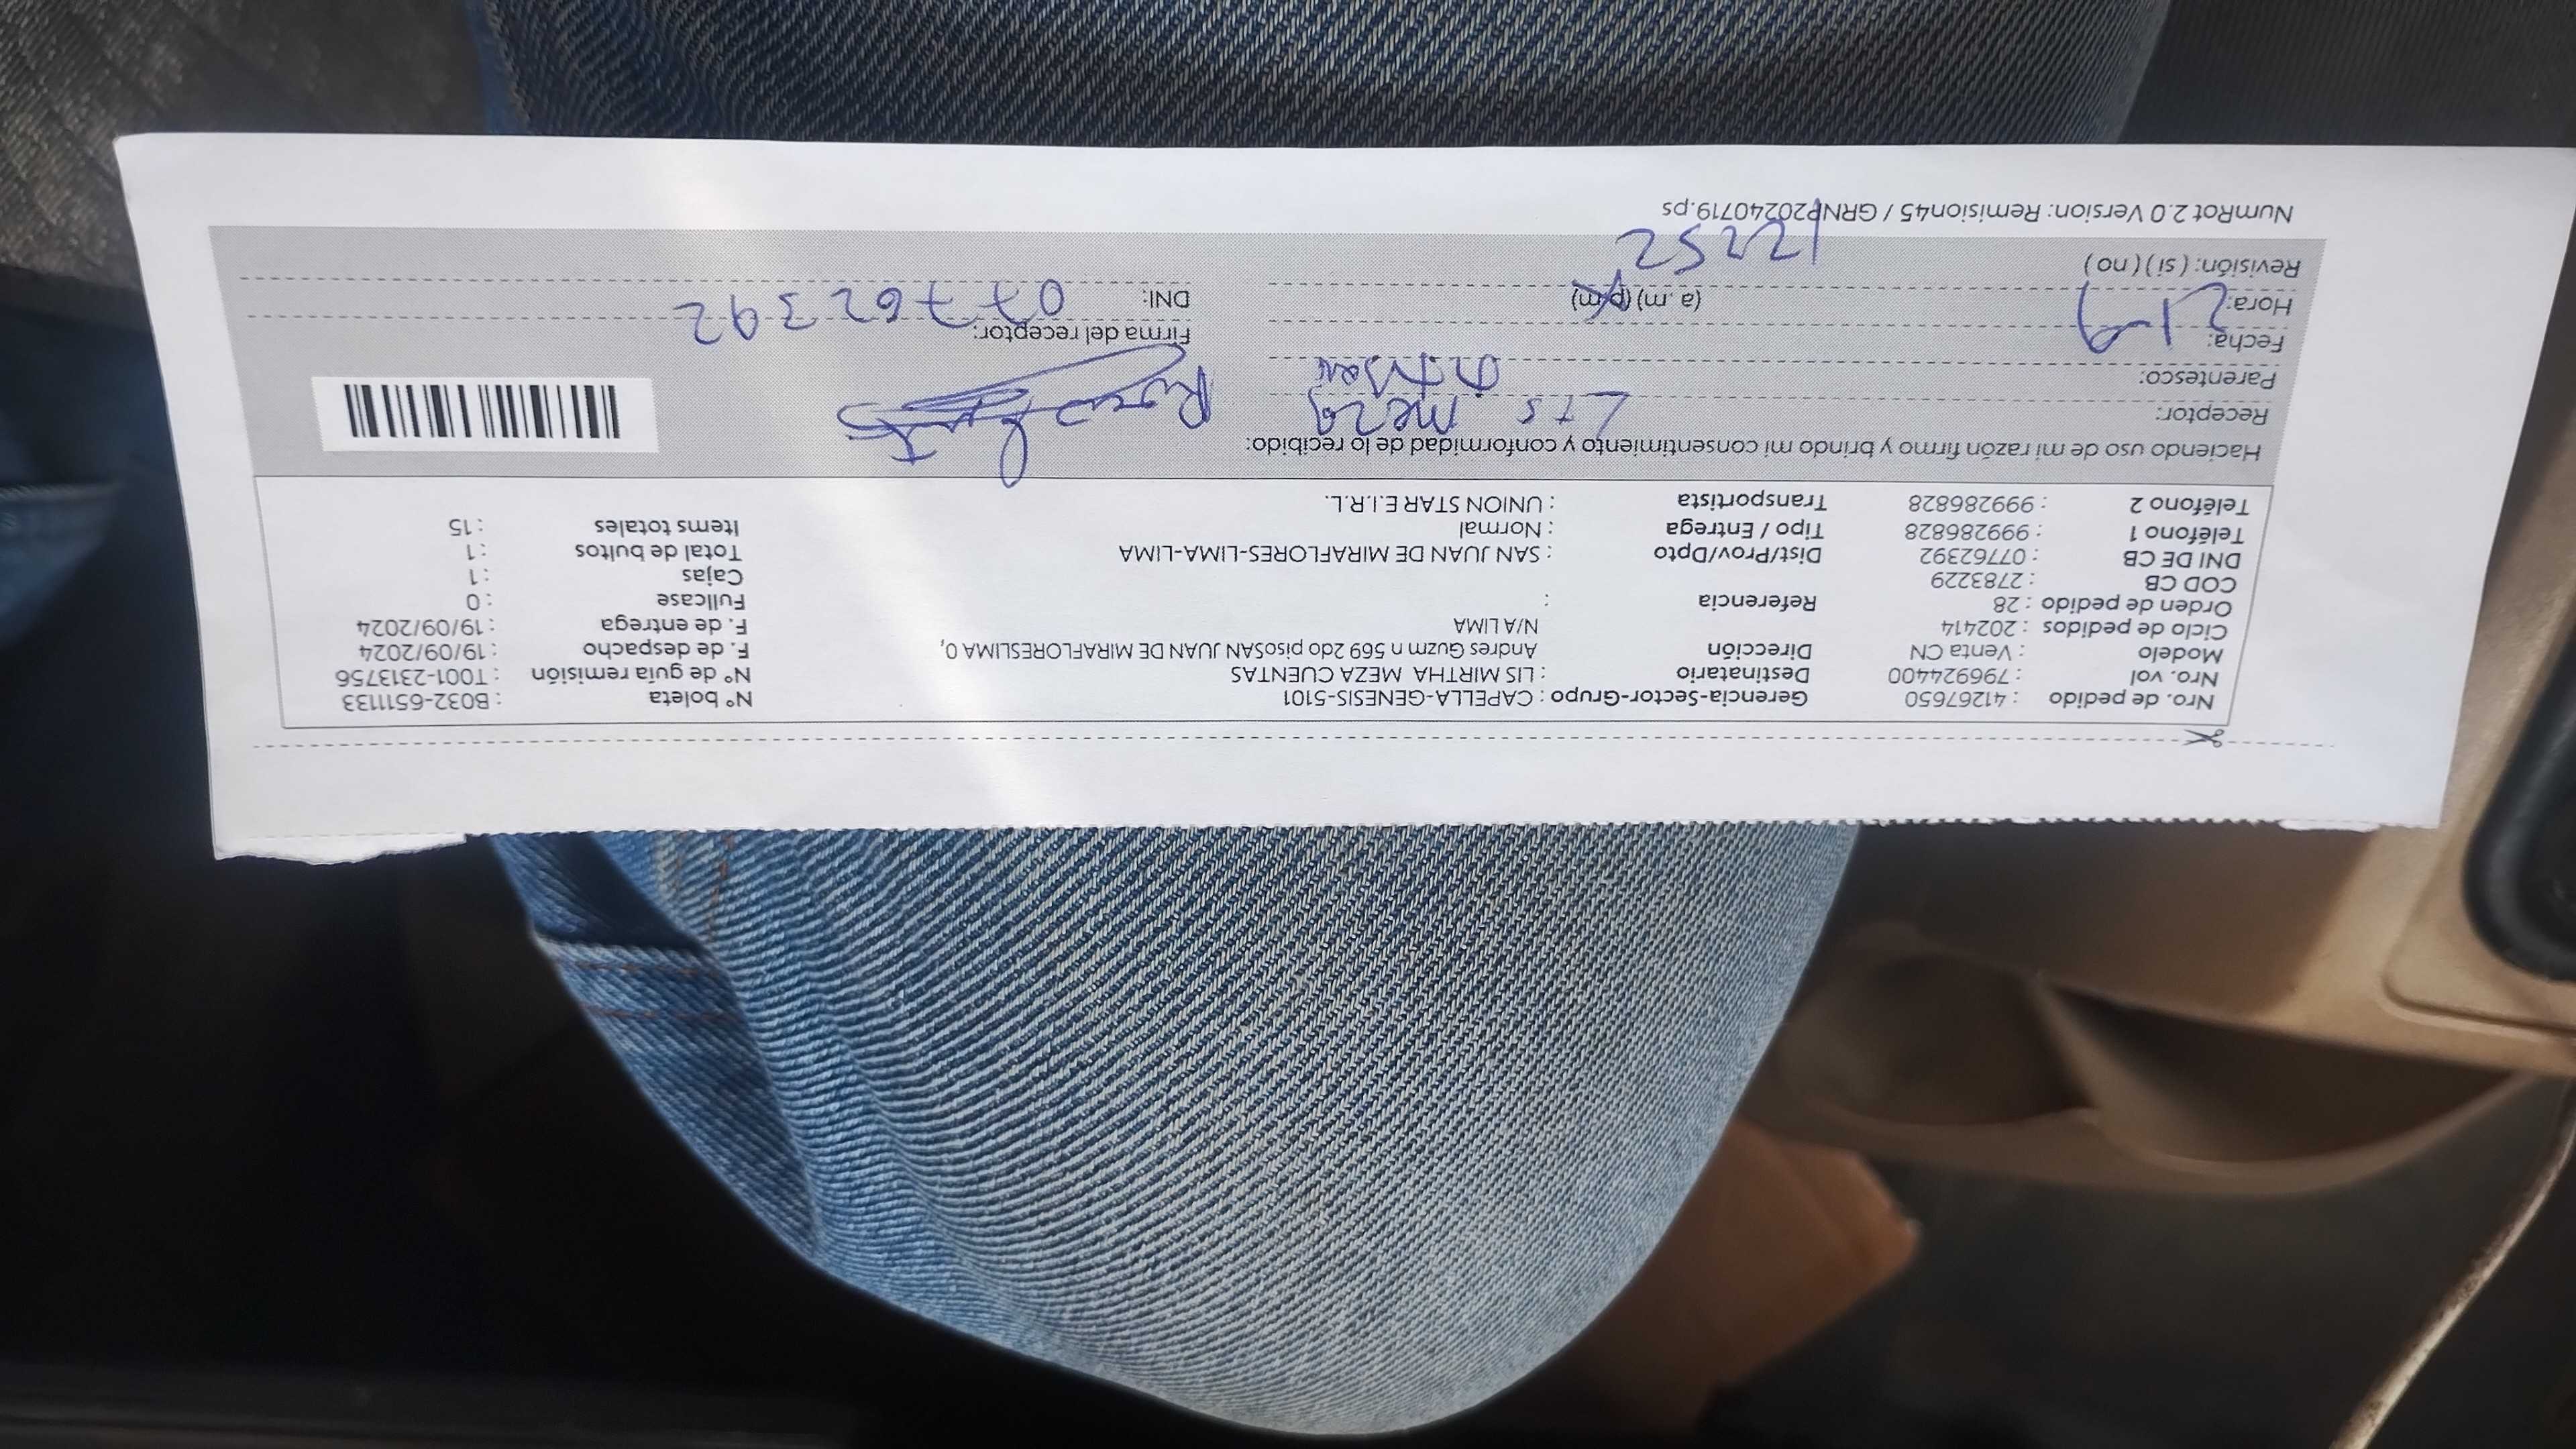 Nro. de pedido : 41267650 Gerencia-Sector-Grupo : CAPELLA-GENESIS-5101 N° boleta : B032-6511133
Nro. vol : 796924400 Destinatario : LIS MIRTHA MEZA CUENTAS N° de guía remisión : T001-2313756
Modelo : Venta CN Dirección Andres Guzm n 569 2do pisoSAN JUAN DE MIRAFLORESLIMA 0, F. de despacho : 19/09/2024
Ciclo de pedidos : 202414 N/A LIMA F. de entrega : 19/09/2024
Orden de pedido : 28 Referencia : Fullcase : 0
COD CB : 2783229 Cajas : 1
DNI DE CB : 07762392 Dist/Prov/Dpto : SAN JUAN DE MIRAFLORES-LIMA-LIMA Total de bultos : 1
Teléfono 1 : 999286828 Tipo / Entrega : Normal Items totales : 15
Teléfono 2 : 999286828 Transportista : UNION STAR E.I.R.L.
Haciendo uso de mi razón firmo y brindo mi consentimiento y conformidad de lo recibido:
Receptor: Lis meza
Parentesco:
Fecha: 21-9 Firma del receptor:
Hora: (a. m) (p m) DNI: 07762392
Revisión: ( si ) ( no ) 12252
NumRot 2.0 Version: Remision45 / GRNP20240719.ps